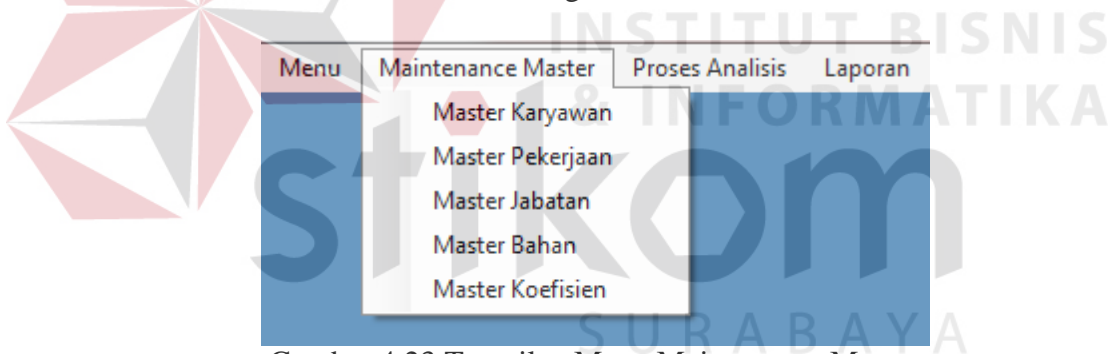 INSTITUT BISNIS
& INFORMATIKA
stikom
SURABAYA
Menu Maintenance Master Proses Analisis Laporan
Master Karyawan
Master Pekerjaan
Master Jabatan
Master Bahan
Master Koefisien